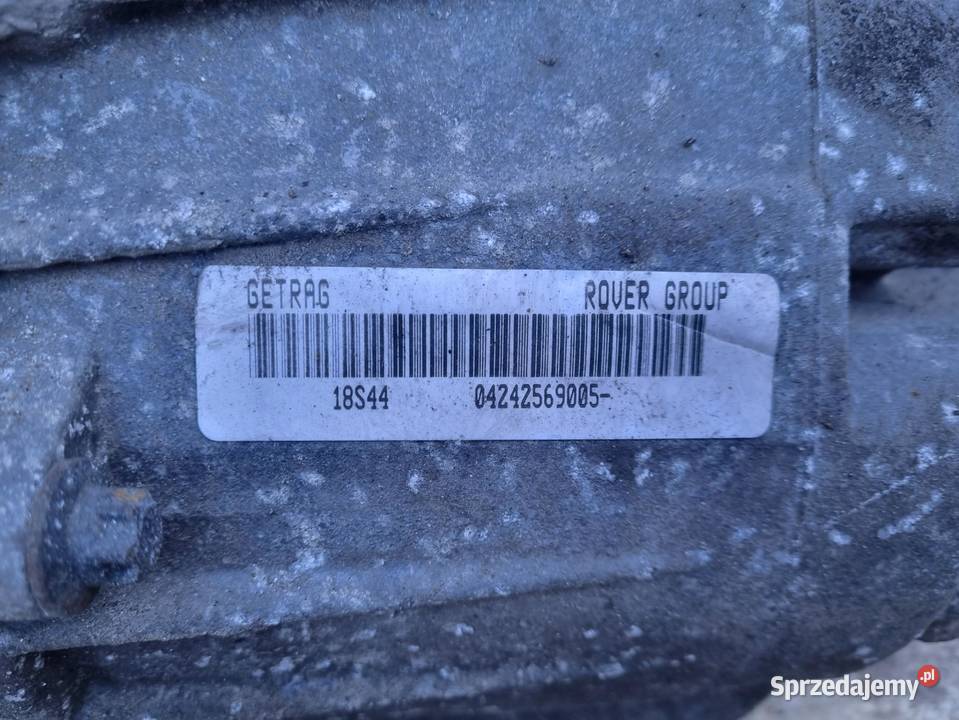 GETRAG ROVER GROUP
18S44 04242569005-
Sprzedajemy.pl